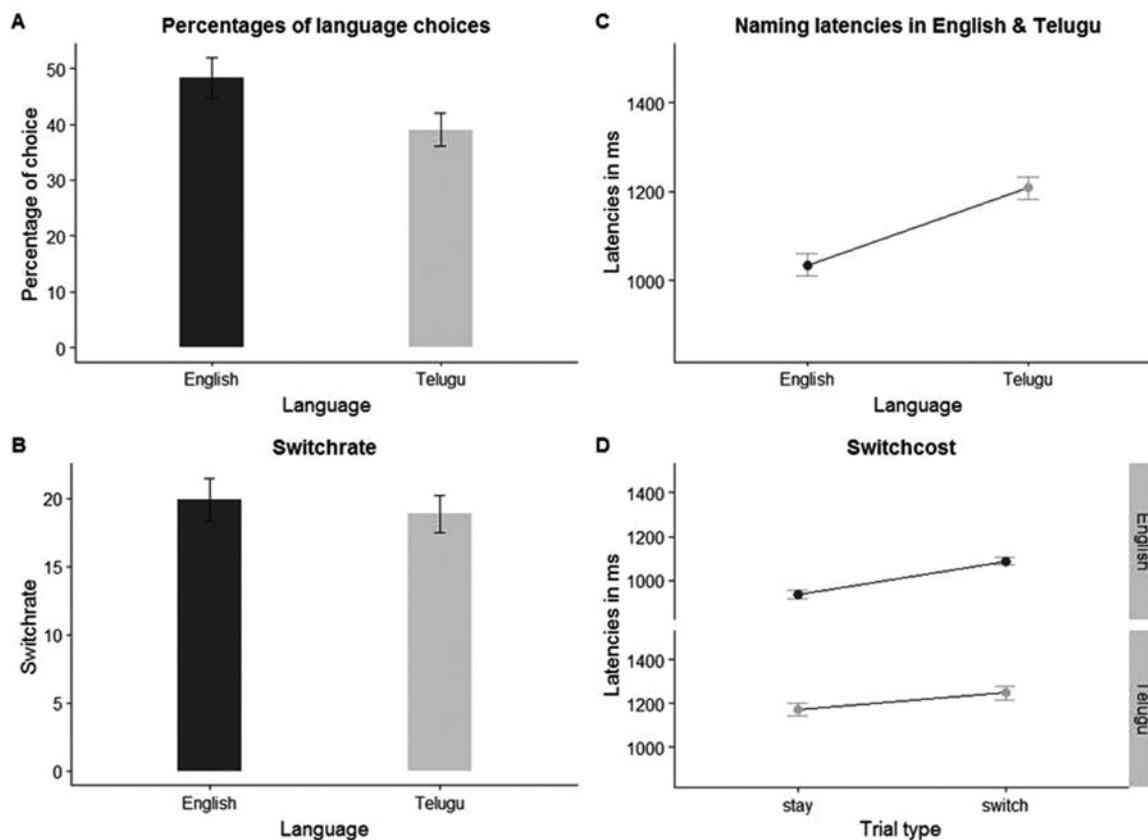 A
Percentages of language choices
Percentage of choice
50
40
30
20
10
0
English Telugu
Language
C
Naming latencies in English & Telugu
Latencies in ms
1400
1200
1000
English Telugu
Language
B
Switchrate
Switchrate
20
15
10
5
0
English Telugu
Language
D
Switchcost
Latencies in ms
1400
1200
1000
English
1400
1200
1000
Telugu
stay switch
Trial type